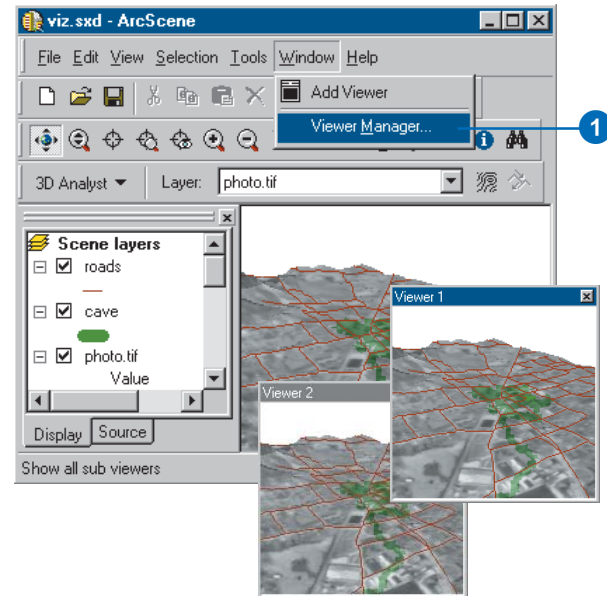 viz.sxd - ArcScene
File Edit View Selection Tools Window Help
Add Viewer
Viewer Manager...
1
3D Analyst Layer: photo.tif
Scene layers
roads
cave
photo.tif
Value
Display Source
Show all sub viewers
Viewer 1
Viewer 2